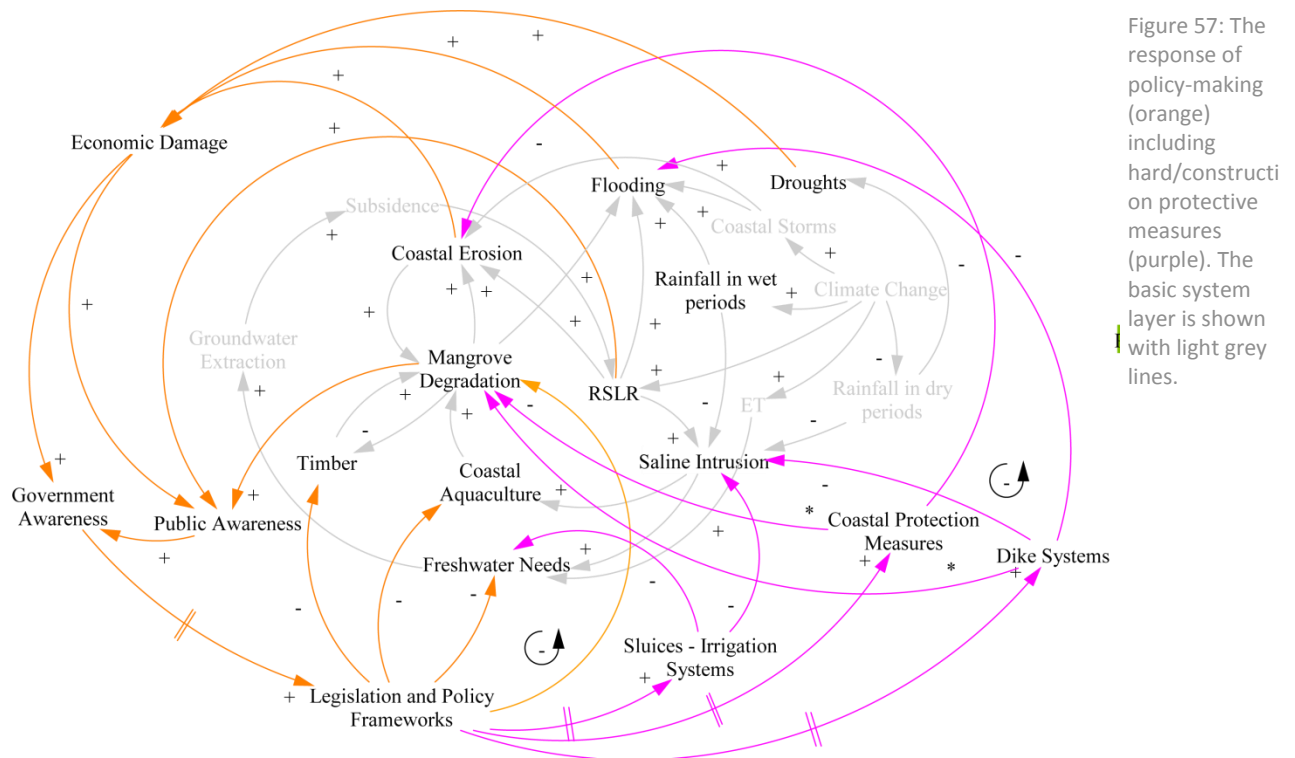 Economic Damage
Flooding
Droughts
Subsidence
Coastal Storms
Coastal Erosion
Rainfall in wet
periods
Climate Change
Groundwater
Extraction
Mangrove
Degradation
RSLR
ET
Rainfall in dry
periods
Timber
Coastal
Aquaculture
Saline Intrusion
Government
Awareness
Public Awareness
Coastal Protection
Measures
Dike Systems
Freshwater Needs
Sluices - Irrigation
Systems
Legislation and Policy
Frameworks
Figure 57: The
response of
policy-making
(orange)
including
hard/constructi
on protective
measures
(purple). The
basic system
layer is shown
with light grey
lines.